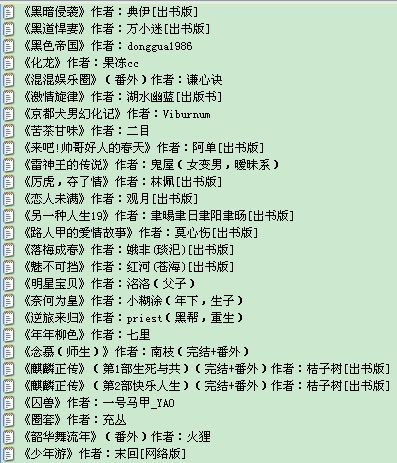 《黑暗侵袭》作者：典伊[出书版]
《黑道悍妻》作者：万小迷[出书版]
《黑色帝国》作者：donggua1986
《化龙》作者：果冻cc
《混混娱乐圈》（番外）作者：谦心诀
《激情旋律》作者：湖水幽蓝[出版书]
《京都犬男幻化记》作者：Viburnum
《苦茶甘味》作者：二目
《来吧!帅哥好人的春天》作者：阿单[出书版]
《雷神王的传说》作者：鬼屋（女变男，暧昧系）
《厉虎，夺了情》作者：林佩[出书版]
《恋人未满》作者：观月[出书版]
《另一种人生19》作者：聿暍聿日聿阳聿旸[出书版]
《路人甲的爱情故事》作者：莫心伤[出书版]
《落梅成春》作者：娥非(琰汜)[出书版]
《魅不可挡》作者：红河(苍海)[出书版]
《明星宝贝》作者：洺洛（父子）
《奈何为皇》作者：小糊涂（年下，生子）
《逆旅来归》作者：priest（黑帮，重生）
《年年柳色》作者：七里
《念慕（师生）》作者：南枝（完结+番外）
《麒麟正传》（第1部生死与共）（完结+番外）作者：桔子树[出书版]
《麒麟正传》（第2部快乐人生）（完结+番外）作者：桔子树[出书版]
《囚兽》作者：一号马甲_YAO
《圈套》作者：充丛
《韶华舞流年》（番外）作者：火狸
《少年游》作者：末回[网络版]